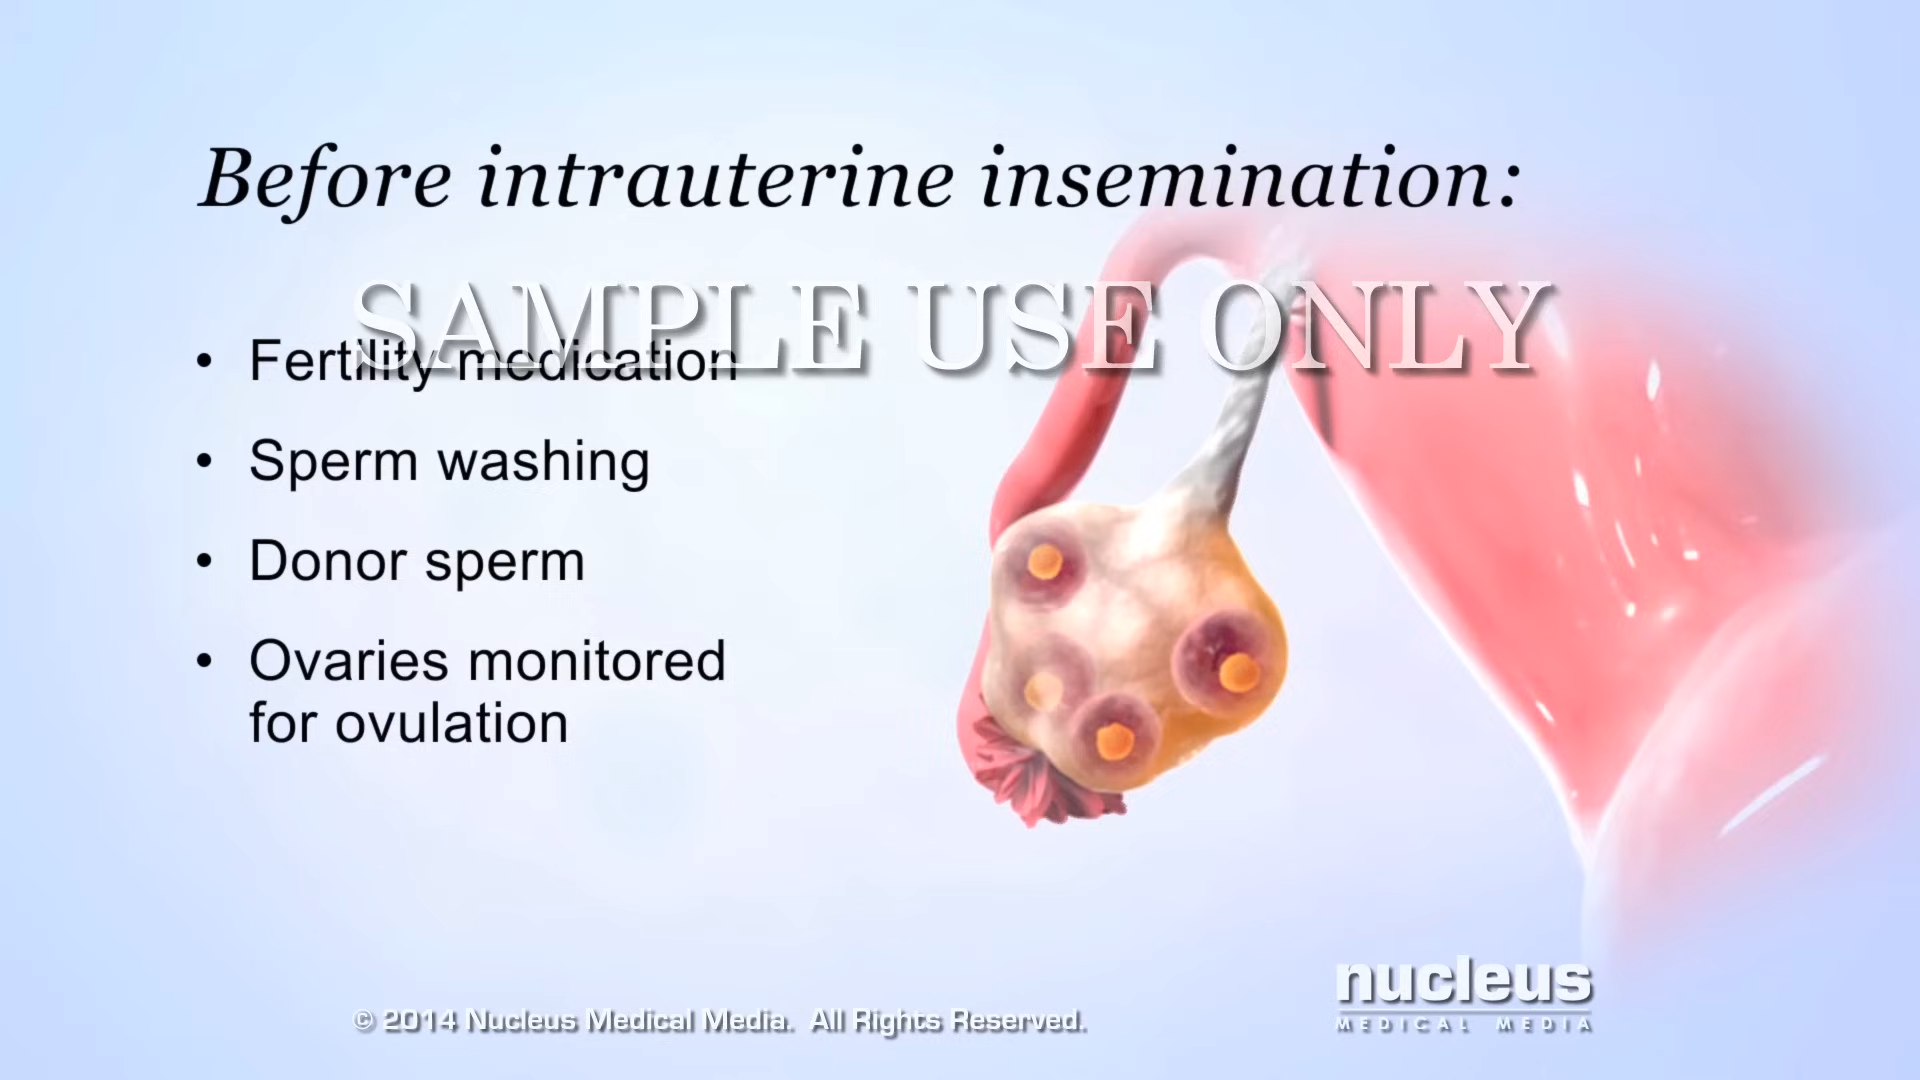 Before intrauterine insemination:
SAMPLE USE ONLY
• Fertility medication
• Sperm washing
• Donor sperm
• Ovaries monitored
for ovulation
nucleus
MEDICAL MEDIA
© 2014 Nucleus Medical Media. All Rights Reserved.